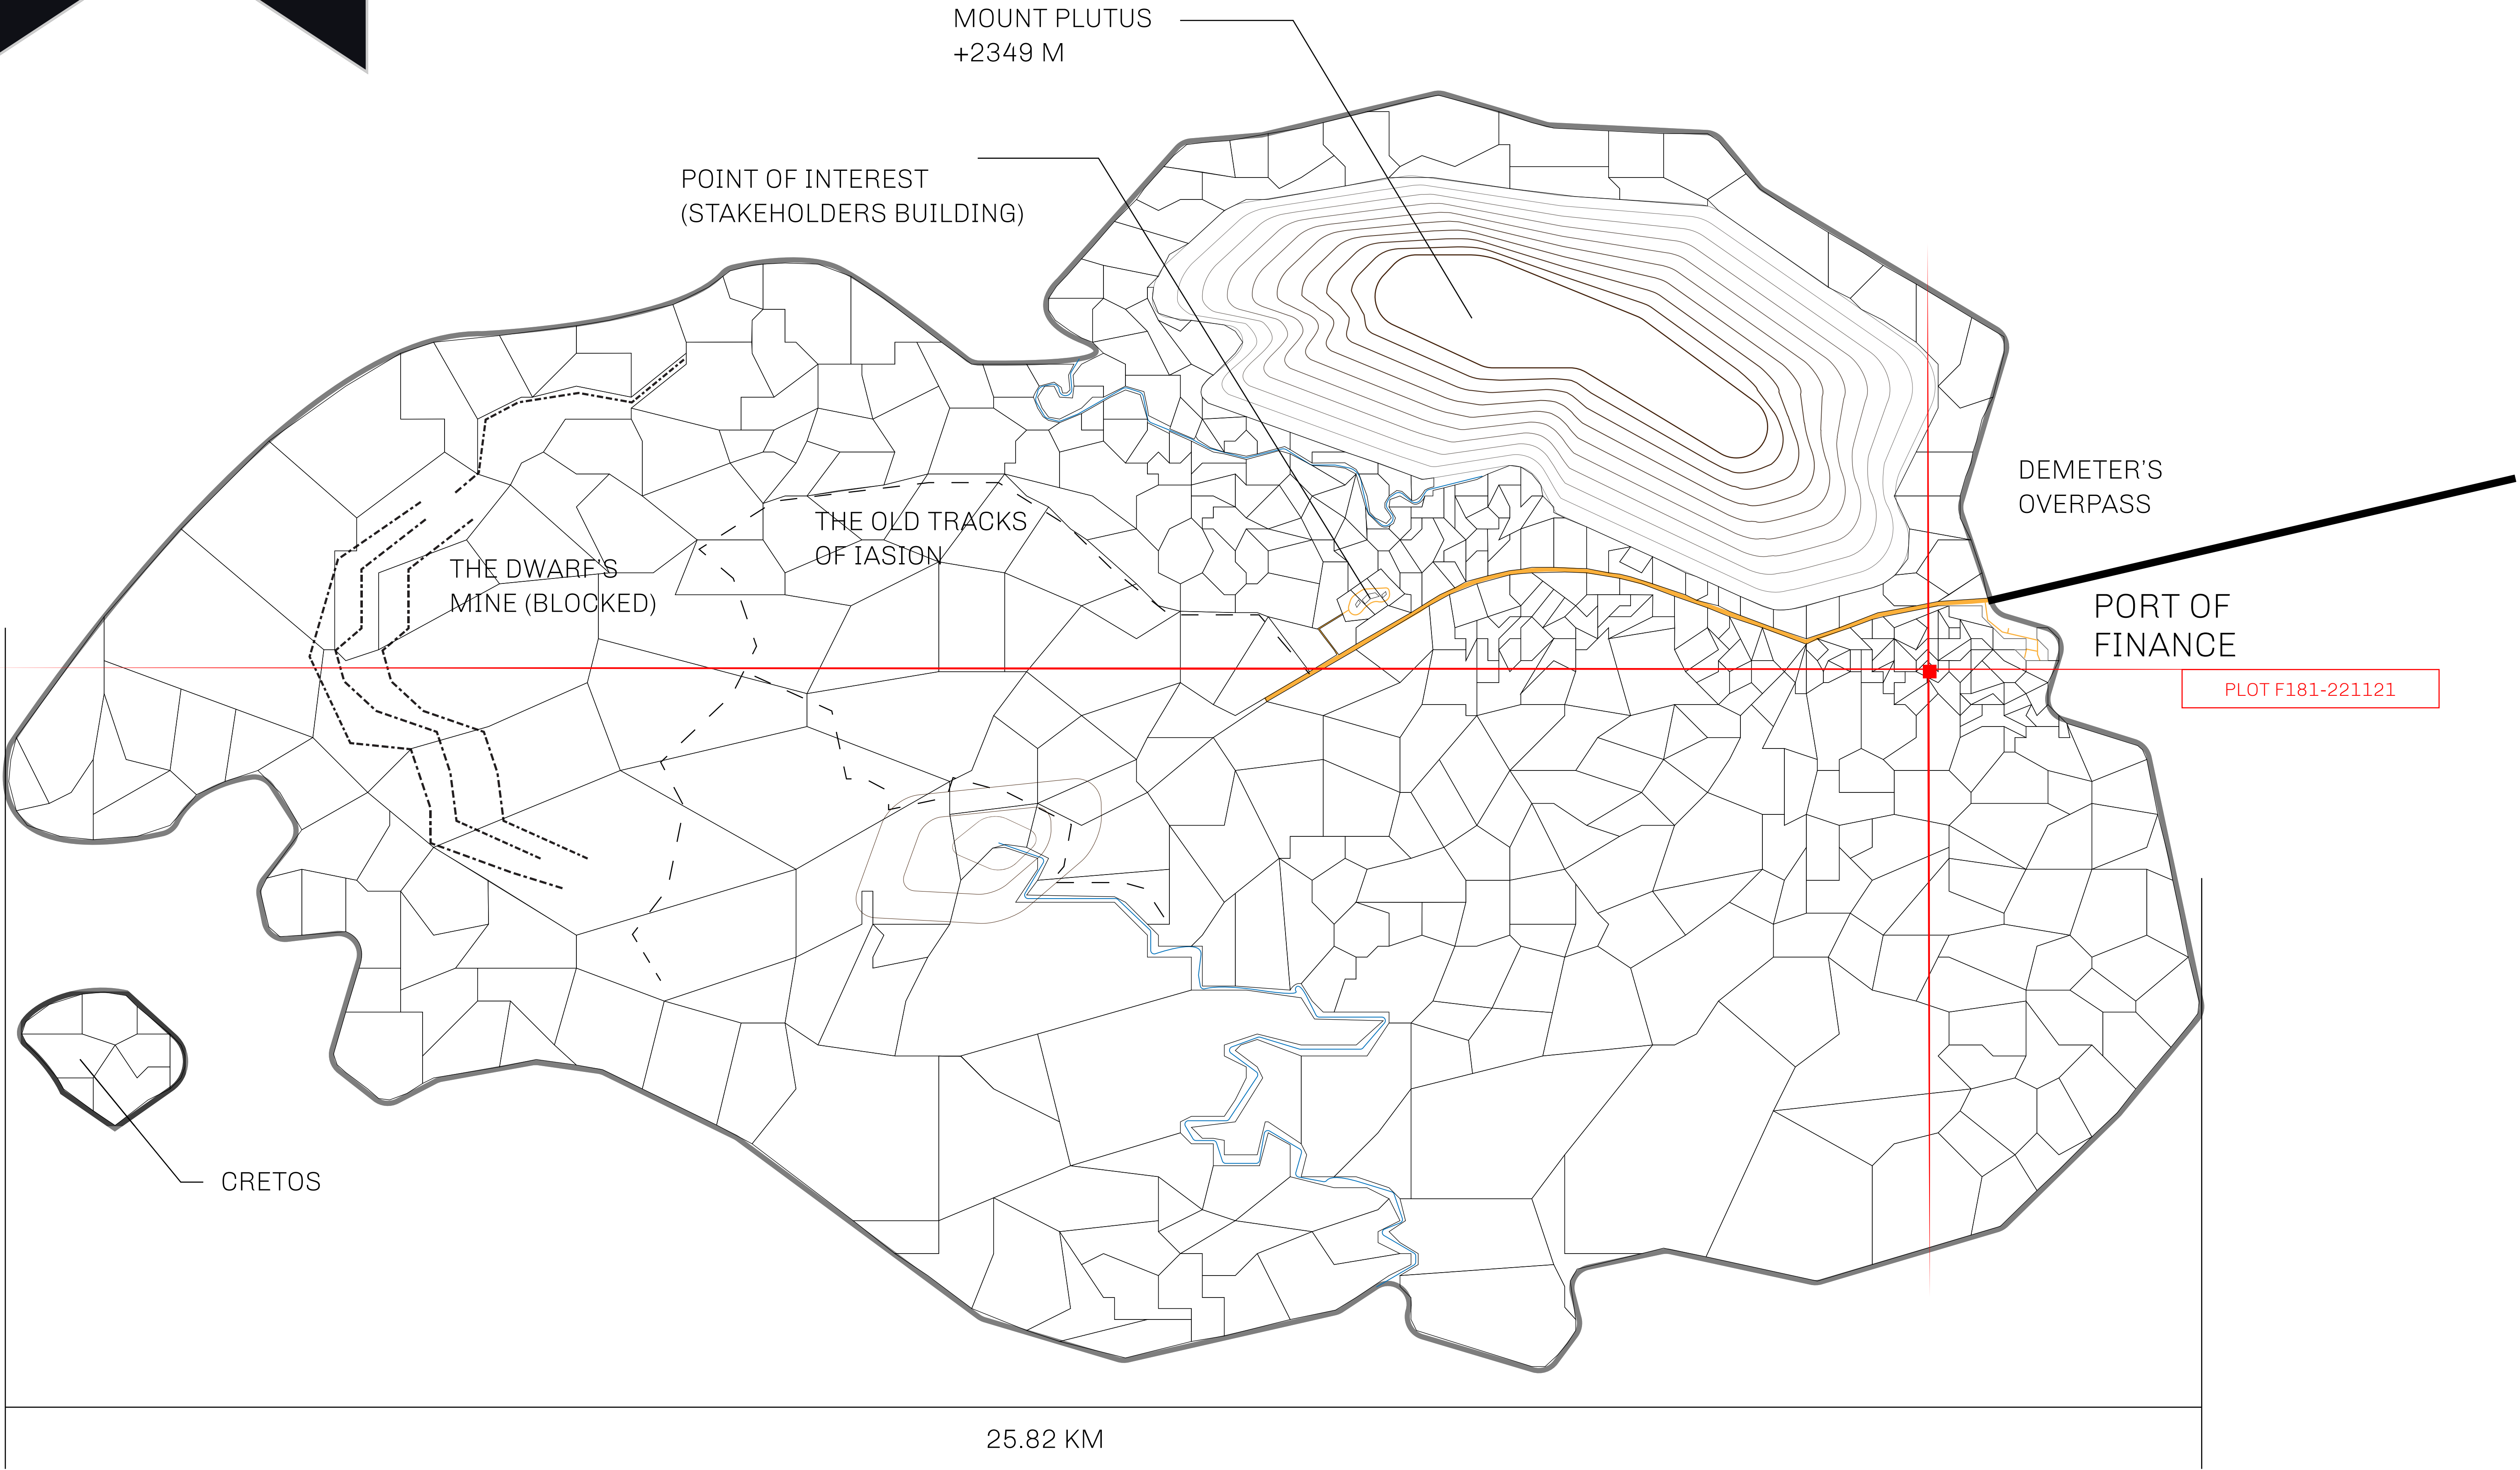 MOUNT PLUTUS
+2349 M
POINT OF INTEREST
(STAKEHOLDERS BUILDING)
DEMETER'S
OVERPASS
THE OLD TRACKS
OF IASION
THE DWARF'S
MINE (BLOCKED)
PORT OF
FINANCE
PLOT F181-221121
CRETOS
25.82 KM